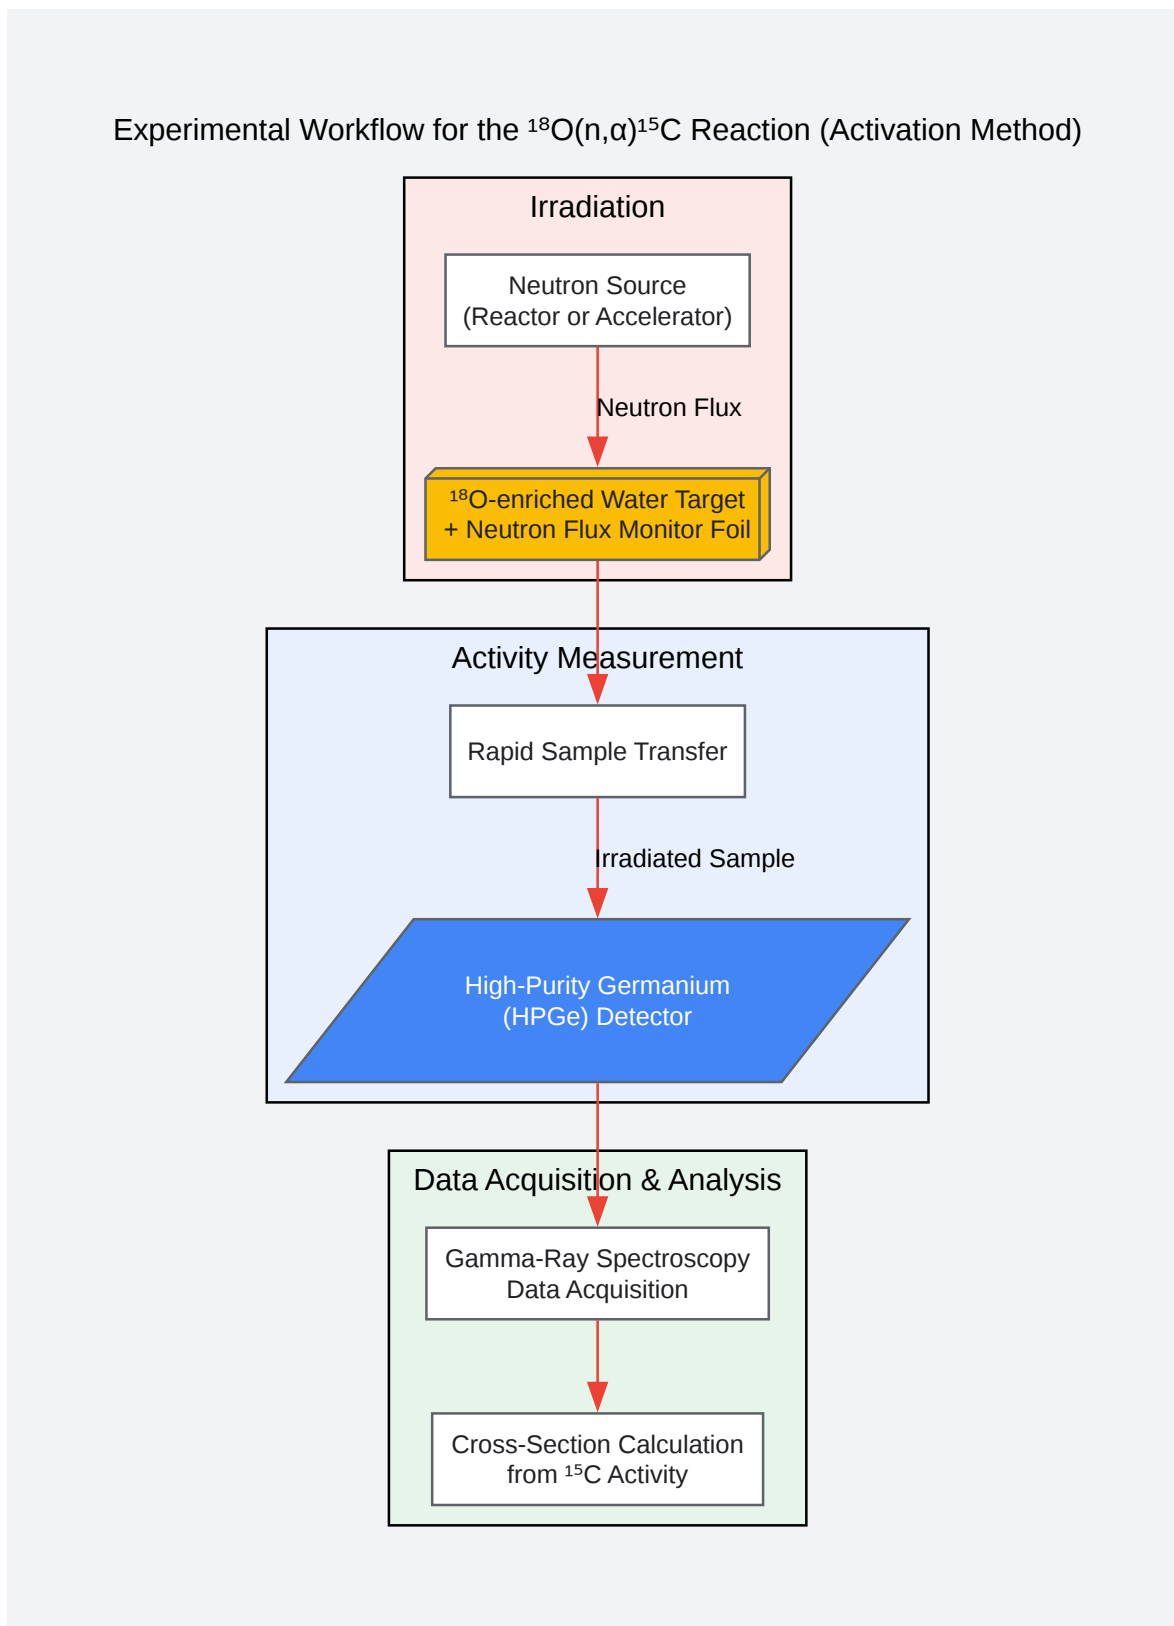 Experimental Workflow for the ¹⁸O(n,α)¹⁵C Reaction (Activation Method)
Irradiation
Neutron Source
(Reactor or Accelerator)
Neutron Flux
¹⁸O-enriched Water Target
+ Neutron Flux Monitor Foil
Activity Measurement
Rapid Sample Transfer
Irradiated Sample
High-Purity Germanium
(HPGe) Detector
Data Acquisition & Analysis
Gamma-Ray Spectroscopy
Data Acquisition
Cross-Section Calculation
from ¹⁵C Activity